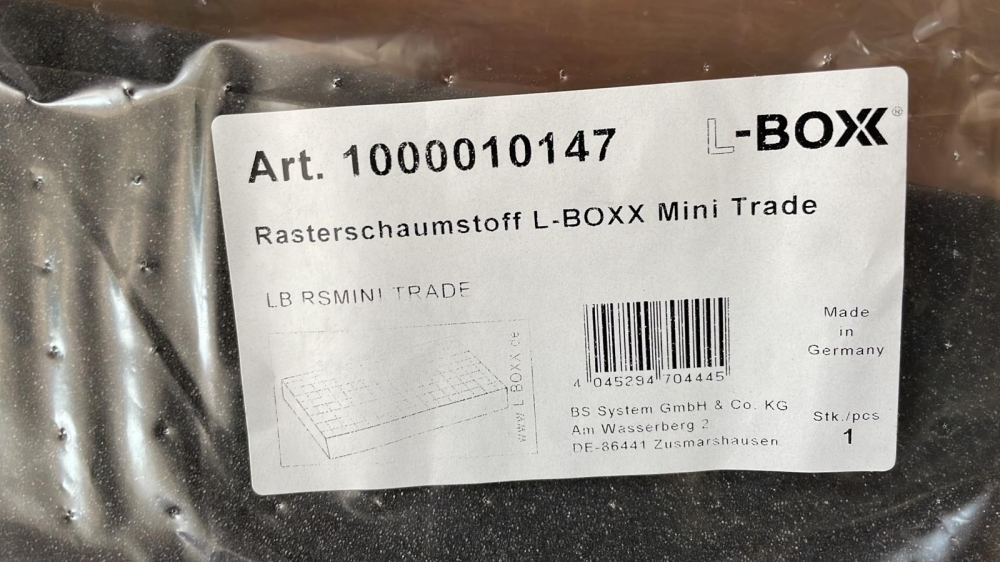 Art. 1000010147
L-BOXX®
Rasterschaumstoff L-BOXX Mini Trade
LB RSMINI TRADE
www.L-BOXX.de
4 045294 704445
Made
in
Germany
BS System GmbH & Co. KG
Am Wasserberg 2
DE-86441 Zusmarshausen
Stk./pcs
1